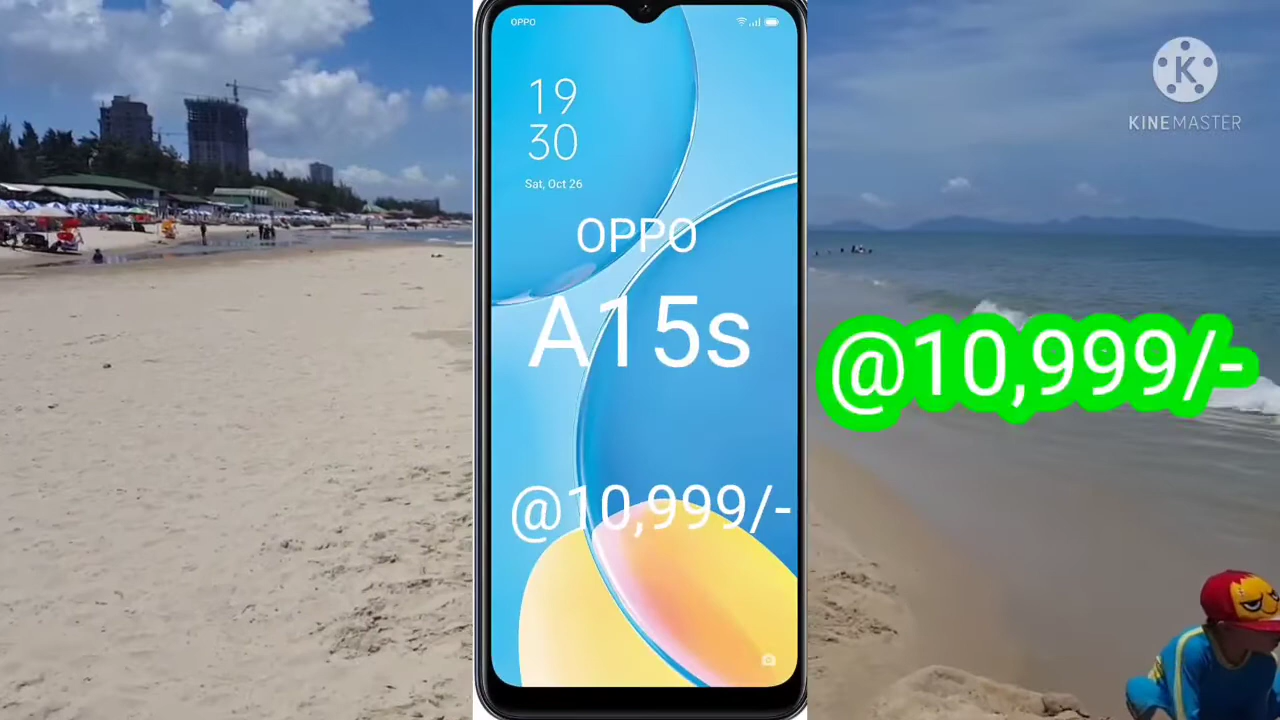 OPPO
19
30
Sat, Oct 26
OPPO
A15s
@10,999/-
@10,999/-
K
KINEMASTER